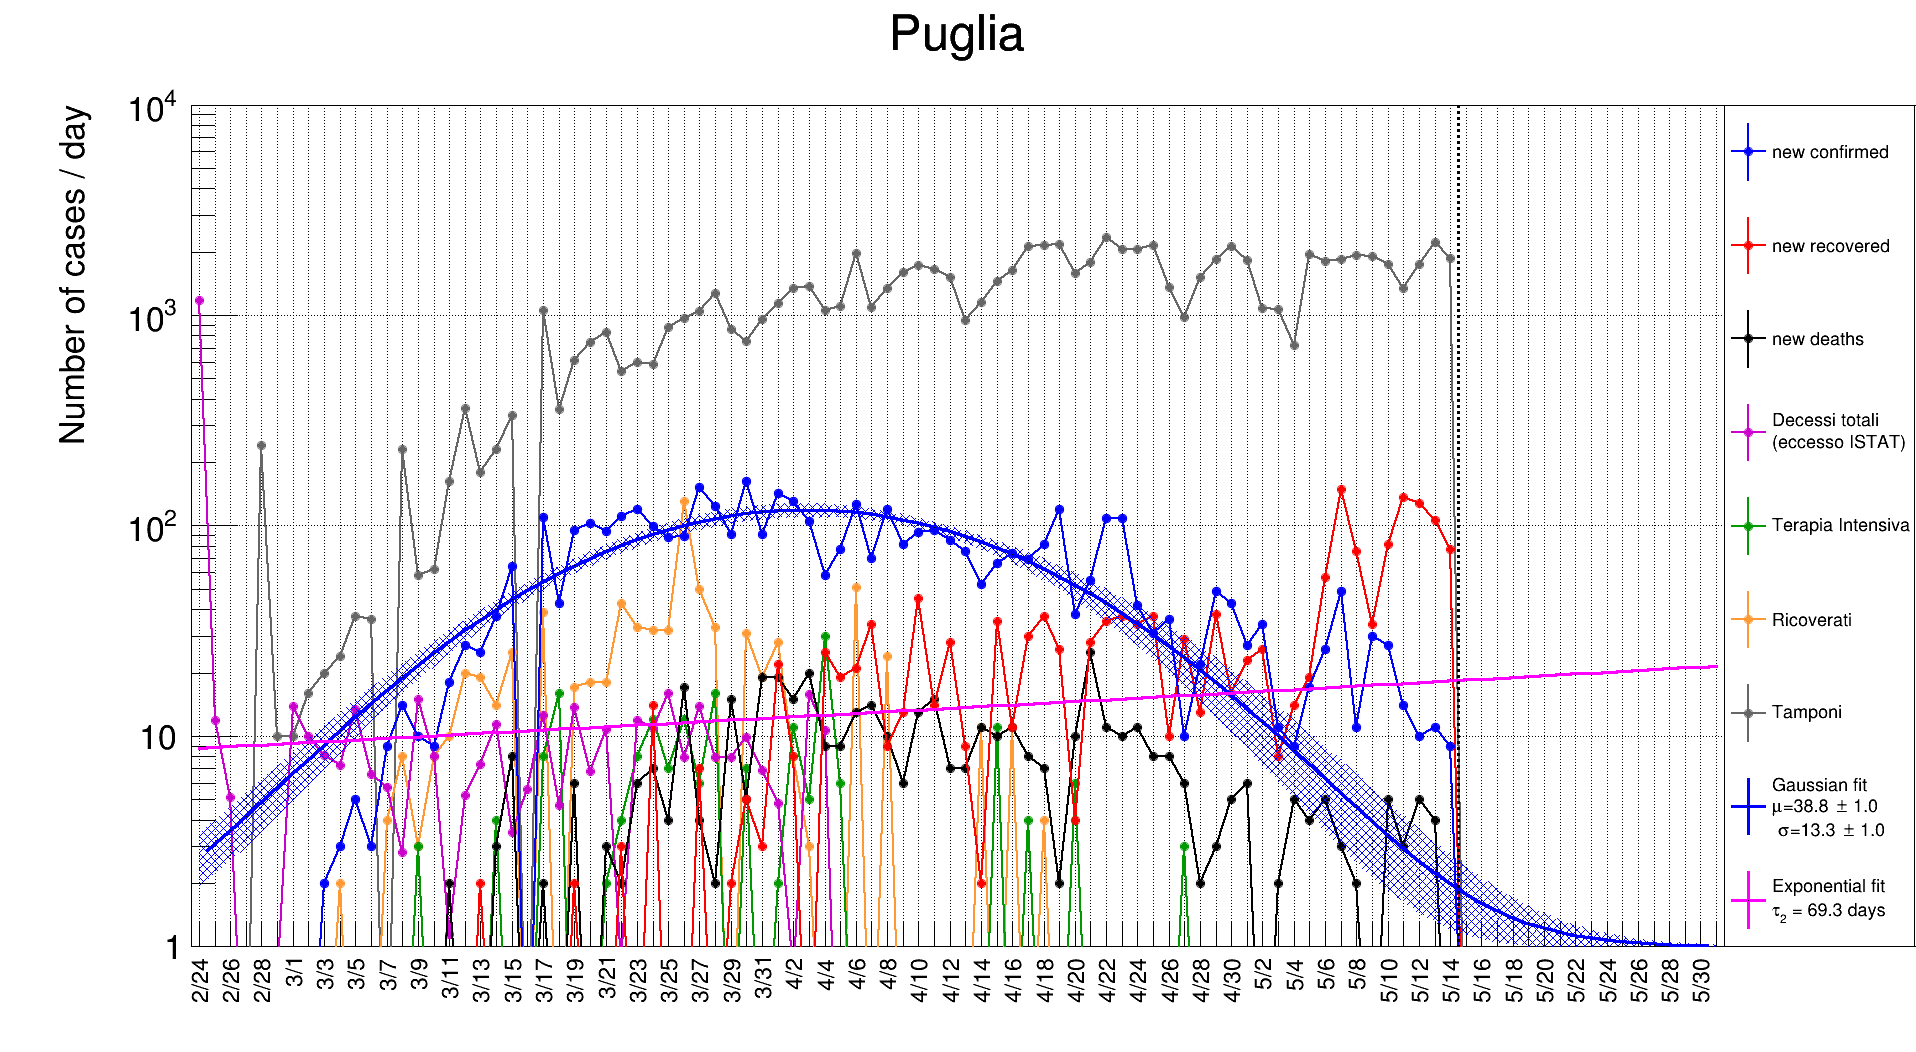 Puglia
Number of cases / day
10^4
10^3
10^2
10
1
2/24 2/26 2/28 3/1 3/3 3/5 3/7 3/9 3/11 3/13 3/15 3/17 3/19 3/21 3/23 3/25 3/27 3/29 3/31 4/2 4/4 4/6 4/8 4/10 4/12 4/14 4/16 4/18 4/20 4/22 4/24 4/26 4/28 4/30 5/2 5/4 5/6 5/8 5/10 5/12 5/14 5/16 5/18 5/20 5/22 5/24 5/26 5/28 5/30
new confirmed
new recovered
new deaths
Decessi totali
(eccesso ISTAT)
Terapia Intensiva
Ricoverati
Tamponi
Gaussian fit
μ=38.8 ± 1.0
σ=13.3 ± 1.0
Exponential fit
τ₂ = 69.3 days